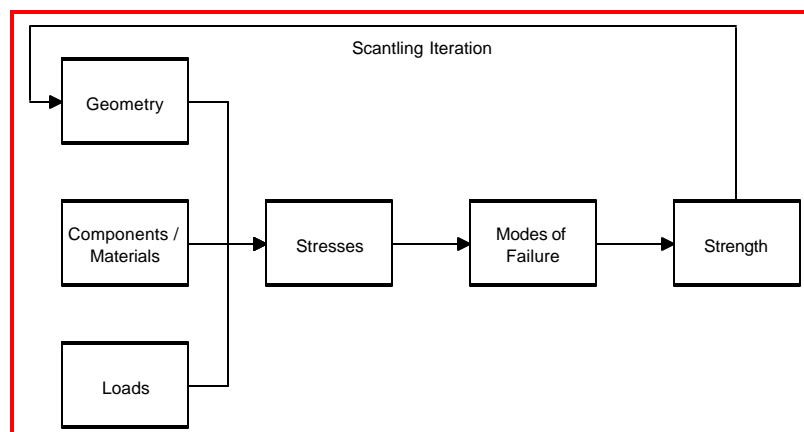 Scantling Iteration
Geometry
Components /
Materials
Stresses
Modes of
Failure
Strength
Loads